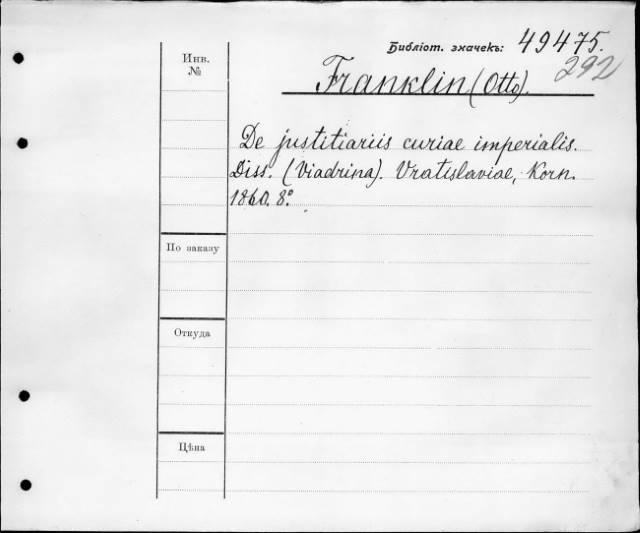 Библіот. значекъ: 49475.
292
Инв.
№
Franklin (Otto).
De justitiariis curiae imperialis.
Diss. (Viadrina). Vratislaviae, Korn.
1860. 8º
По заказу
Откуда
Цѣна